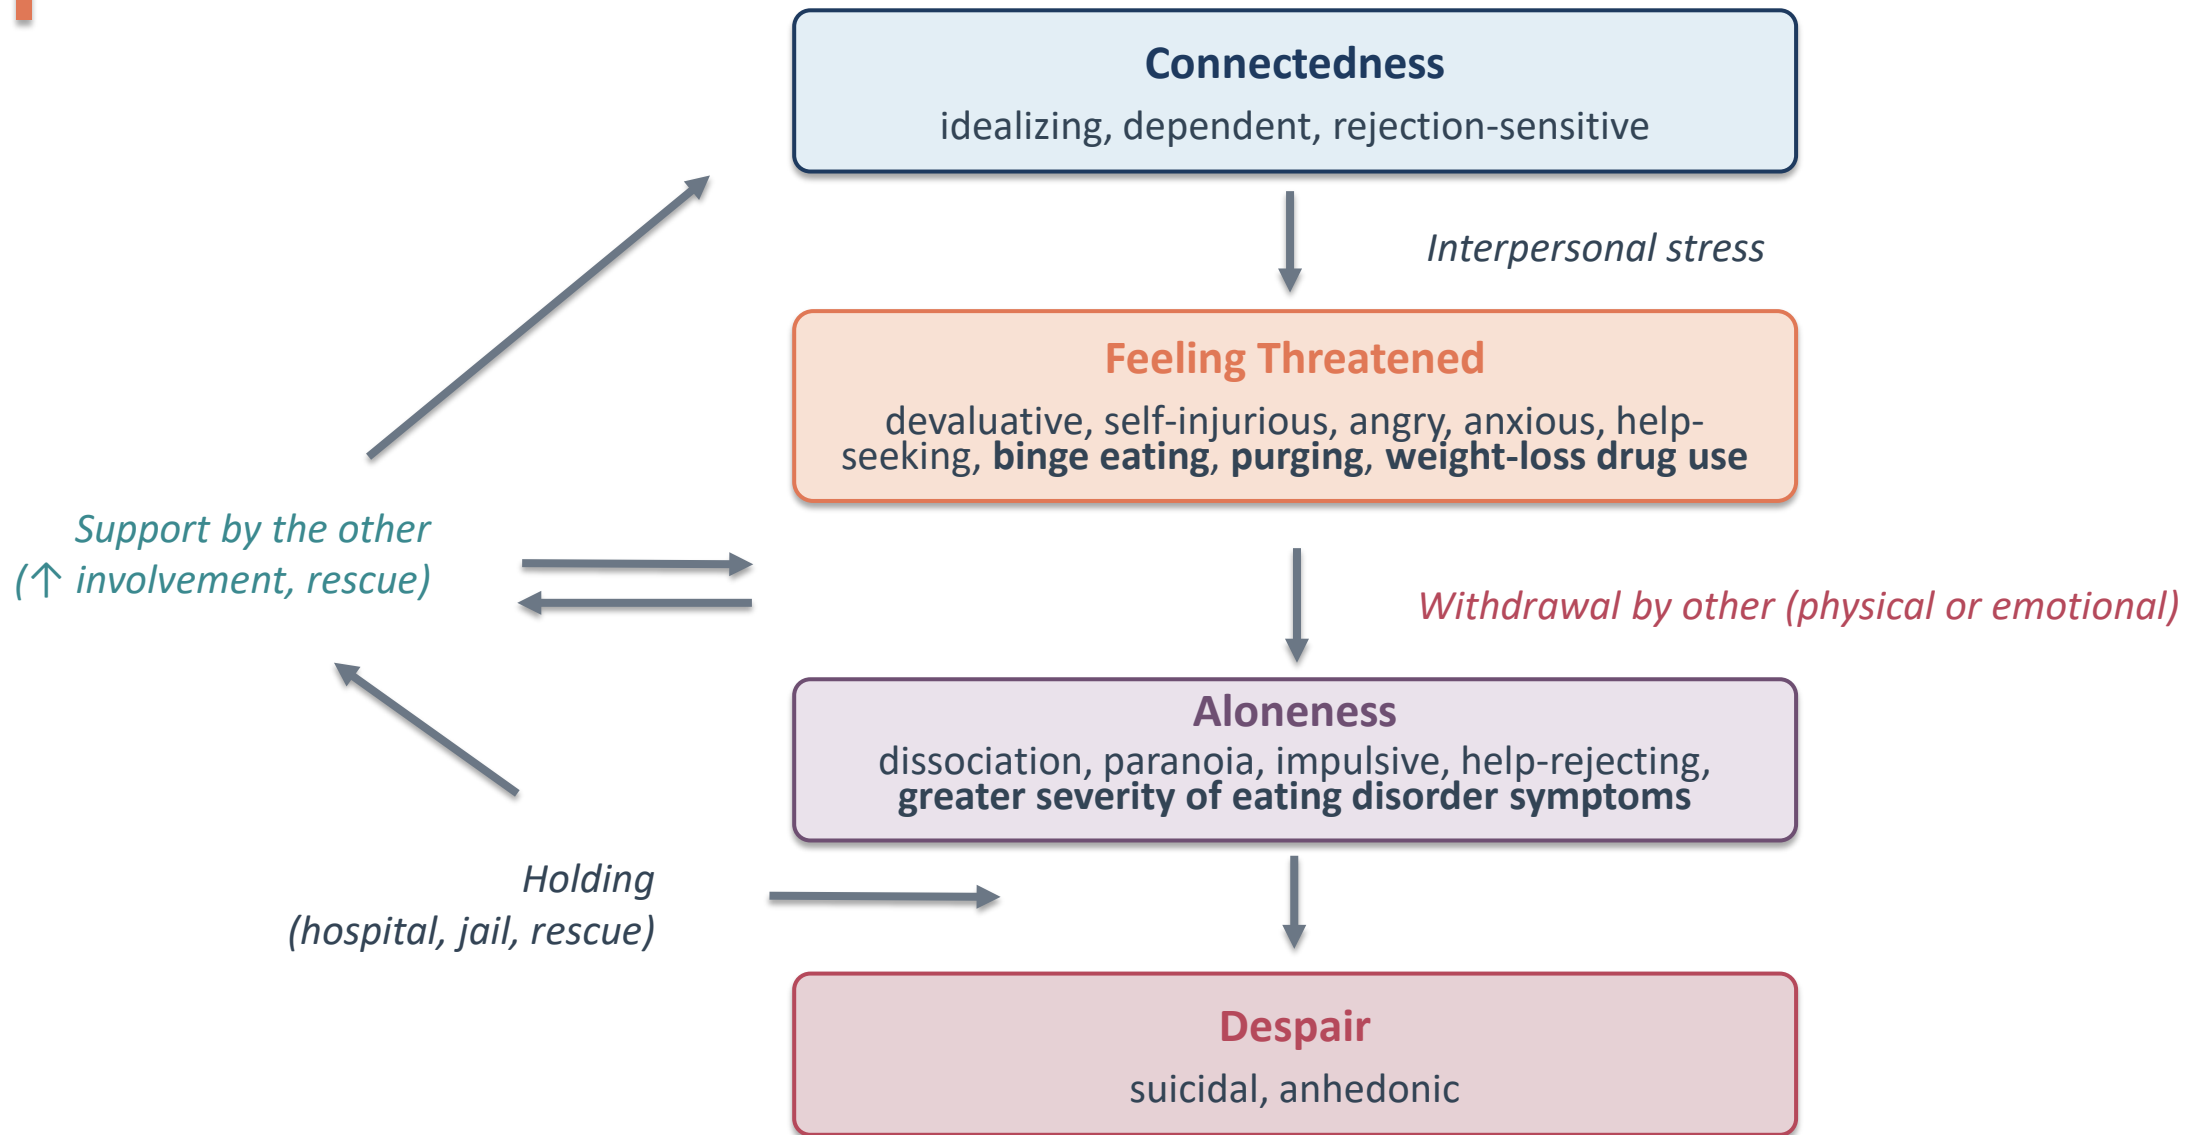 Connectedness
idealizing, dependent, rejection-sensitive
Interpersonal stress
Feeling Threatened
devaluative, self-injurious, angry, anxious, help-
seeking, binge eating, purging, weight-loss drug use
Support by the other
(↑ involvement, rescue)
Withdrawal by other (physical or emotional)
Aloneness
dissociation, paranoia, impulsive, help-rejecting,
greater severity of eating disorder symptoms
Holding
(hospital, jail, rescue)
Despair
suicidal, anhedonic